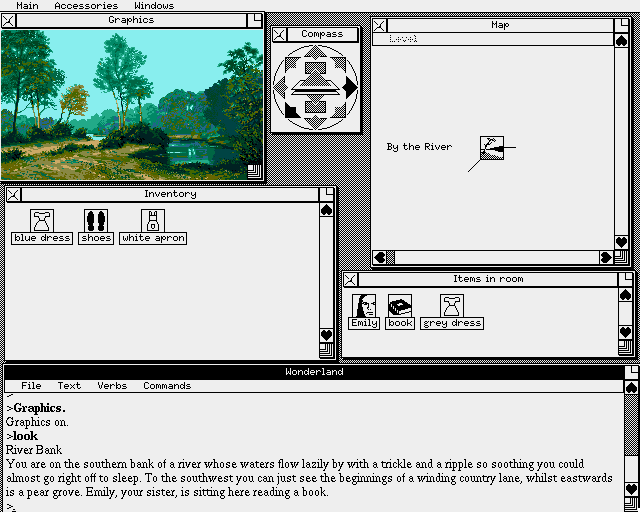 Main Accessories Windows
Graphics
Compass
Map
Level
By the River
Inventory
blue dress shoes white apron
Items in room
Emily book grey dress
Wonderland
File Text Verbs Commands
>
>Graphics.
Graphics on.
>look
River Bank
You are on the southern bank of a river whose waters flow lazily by with a trickle and a ripple so soothing you could
almost go right off to sleep. To the southwest you can just see the beginnings of a winding country lane, whilst eastwards
is a pear grove. Emily, your sister, is sitting here reading a book.
>